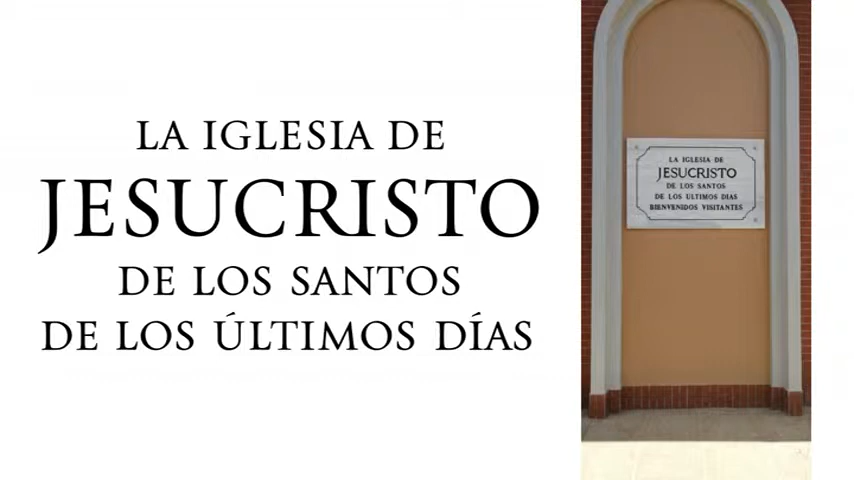 LA IGLESIA DE
JESUCRISTO
DE LOS SANTOS
DE LOS ÚLTIMOS DÍAS
LA IGLESIA DE
JESUCRISTO
DE LOS SANTOS
DE LOS ULTIMOS DIAS
BIENVENIDOS VISITANTES